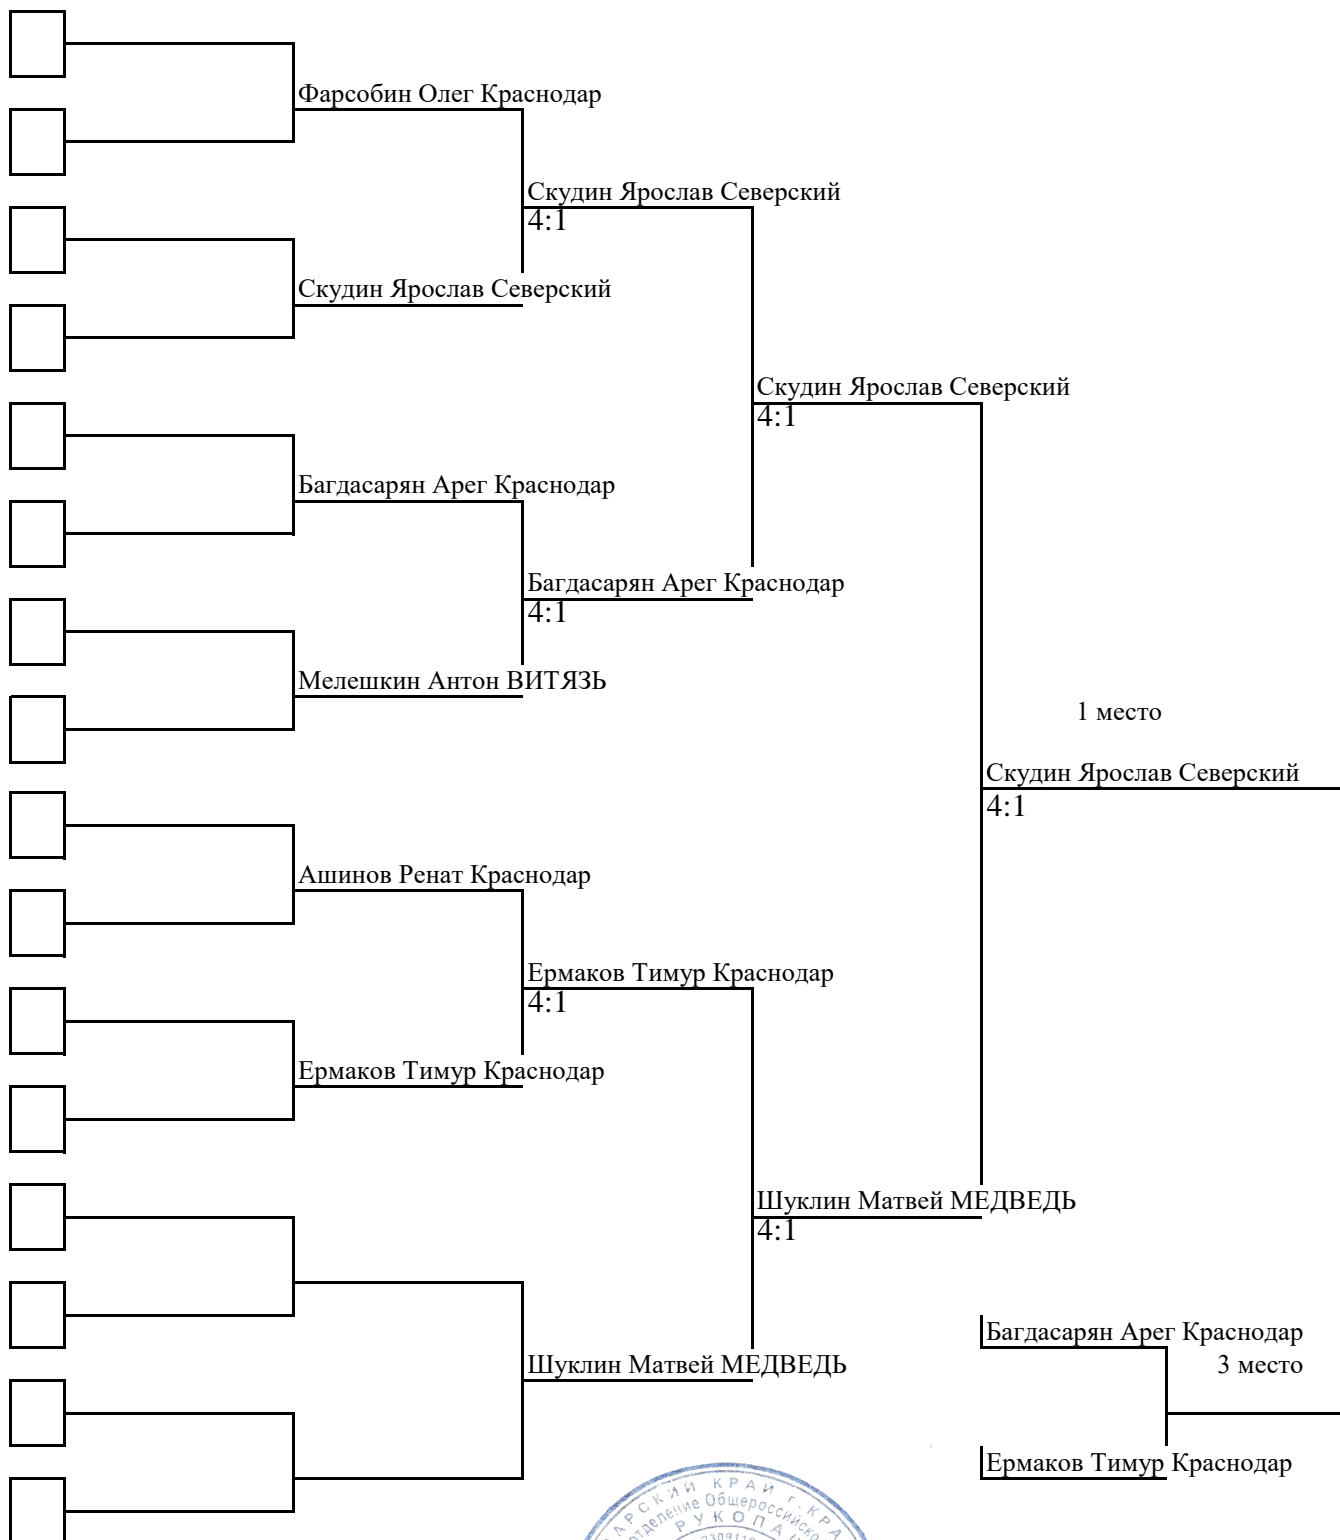 Фарсобин Олег Краснодар
Скудин Ярослав Северский
4:1
Скудин Ярослав Северский
Скудин Ярослав Северский
4:1
Багдасарян Арег Краснодар
Багдасарян Арег Краснодар
4:1
Мелешкин Антон ВИТЯЗЬ
1 место
Скудин Ярослав Северский
4:1
Ашинов Ренат Краснодар
Ермаков Тимур Краснодар
4:1
Ермаков Тимур Краснодар
Шуклин Матвей МЕДВЕДЬ
4:1
Багдасарян Арег Краснодар
Шуклин Матвей МЕДВЕДЬ
3 место
Ермаков Тимур Краснодар
КРАЙ г.